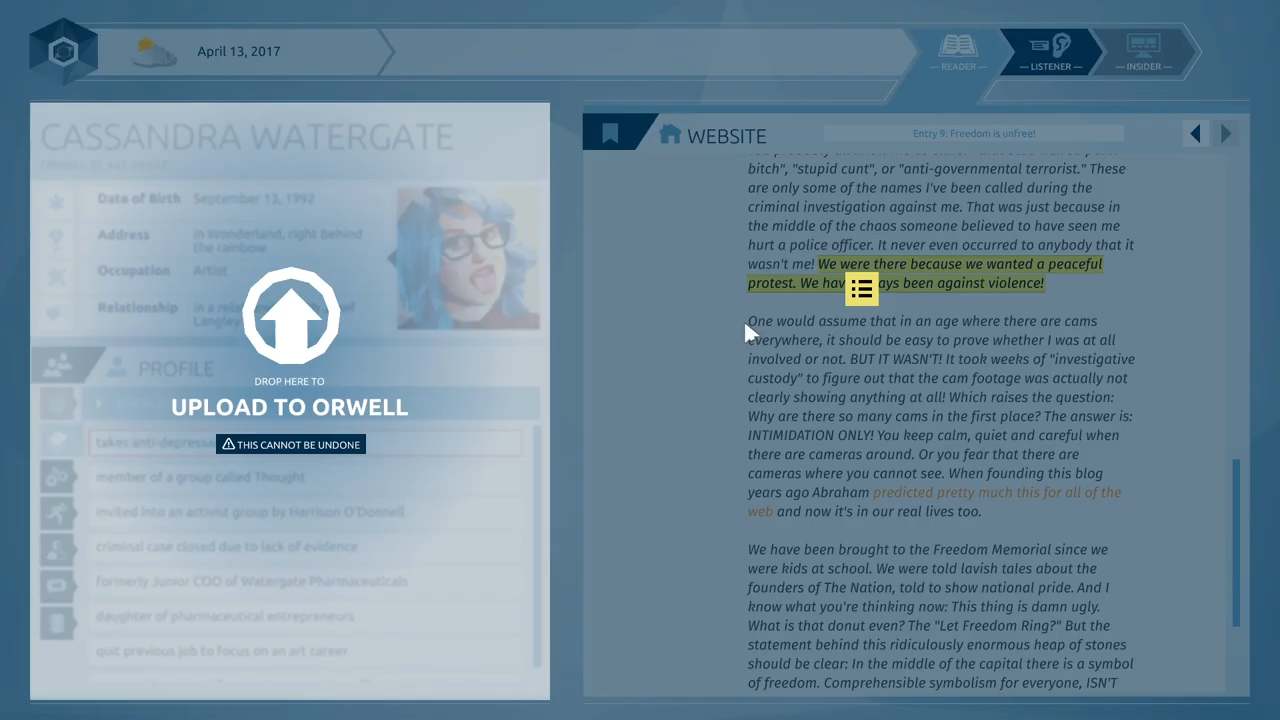 April 13, 2017
— READER —
— LISTENER —
— INSIDER —
CASSANDRA WATERGATE
Date of Birth September 13, 1992
Address In Wonderland, right behind
the rainbow
Occupation Artist
Relationship in a rela
Langley
PROFILE
DROP HERE TO
UPLOAD TO ORWELL
THIS CANNOT BE UNDONE
takes anti-depress
member of a group called Thought
invited into an activist group by Harrison O'Donnell
criminal case closed due to lack of evidence
formerly Junior COO of Watergate Pharmaceuticals
daughter of pharmaceutical entrepreneurs
quit previous job to focus on an art career
WEBSITE
Entry 9: Freedom is unfree!
bitch", "stupid cunt", or "anti-governmental terrorist." These
are only some of the names I've been called during the
criminal investigation against me. That was just because in
the middle of the chaos someone believed to have seen me
hurt a police officer. It never even occurred to anybody that it
wasn't me! We were there because we wanted a peaceful
protest. We hav ays been against violence!
One would assume that in an age where there are cams
everywhere, it should be easy to prove whether I was at all
involved or not. BUT IT WASN'T! It took weeks of "investigative
custody" to figure out that the cam footage was actually not
clearly showing anything at all! Which raises the question:
Why are there so many cams in the first place? The answer is:
INTIMIDATION ONLY! You keep calm, quiet and careful when
there are cameras around. Or you fear that there are
cameras where you cannot see. When founding this blog
years ago Abraham predicted pretty much this for all of the
web and now it's in our real lives too.
We have been brought to the Freedom Memorial since we
were kids at school. We were told lavish tales about the
founders of The Nation, told to show national pride. And I
know what you're thinking now: This thing is damn ugly.
What is that donut even? The "Let Freedom Ring?" But the
statement behind this ridiculously enormous heap of stones
should be clear: In the middle of the capital there is a symbol
of freedom. Comprehensible symbolism for everyone, ISN'T